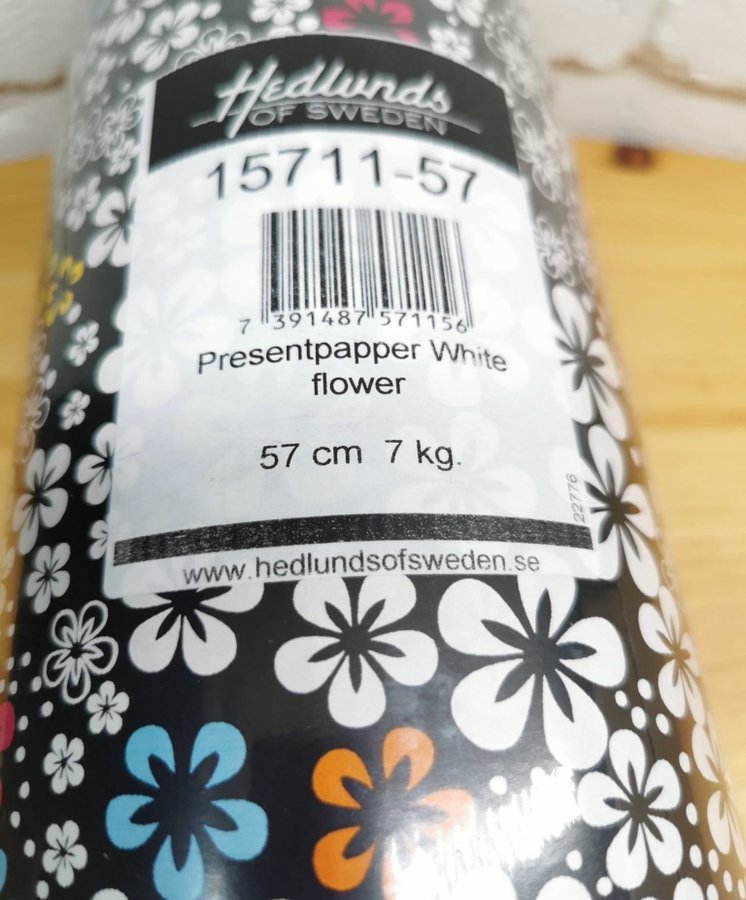 Hedlunds
OF SWEDEN
15711-57
7 391487 571156
Presentpapper White
flower
57 cm 7 kg.
22776
www.hedlundsofsweden.se